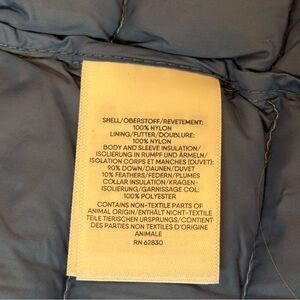 SHELL/OBERSTOFF/REVETEMENT:
100% NYLON
LINING/FUTTER/DOUBLURE:
100% NYLON
BODY AND SLEEVE INSULATION/
ISOLIERUNG IN RUMPF UND ÄRMELN/
ISOLATION CORPS ET MANCHES (DUVET):
90% DOWN/DAUNEN/DUVET
10% FEATHERS/FEDERN/PLUMES
COLLAR INSULATION/KRAGEN-
ISOLIERUNG/GARNISSAGE COL:
100% POLYESTER
CONTAINS NON-TEXTILE PARTS OF
ANIMAL ORIGIN/ENTHÄLT NICHT-TEXTILE
TEILE TIERISCHEN URSPRUNGS/CONTIENT
DES PARTIES NON TEXTILES D'ORIGINE
ANIMALE
RN 62830